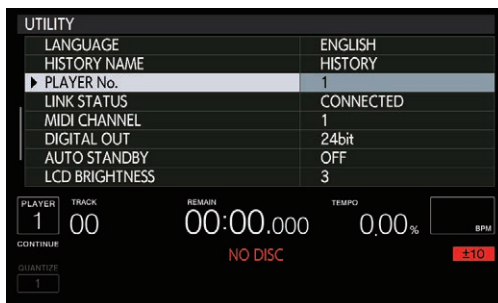 UTILITY
LANGUAGE ENGLISH
HISTORY NAME HISTORY
PLAYER No. 1
LINK STATUS CONNECTED
MIDI CHANNEL 1
DIGITAL OUT 24bit
AUTO STANDBY OFF
LCD BRIGHTNESS 3
PLAYER TRACK REMAIN TEMPO
1 00 00:00.000 0.00% BPM
CONTINUE NO DISC ±10
QUANTIZE
1